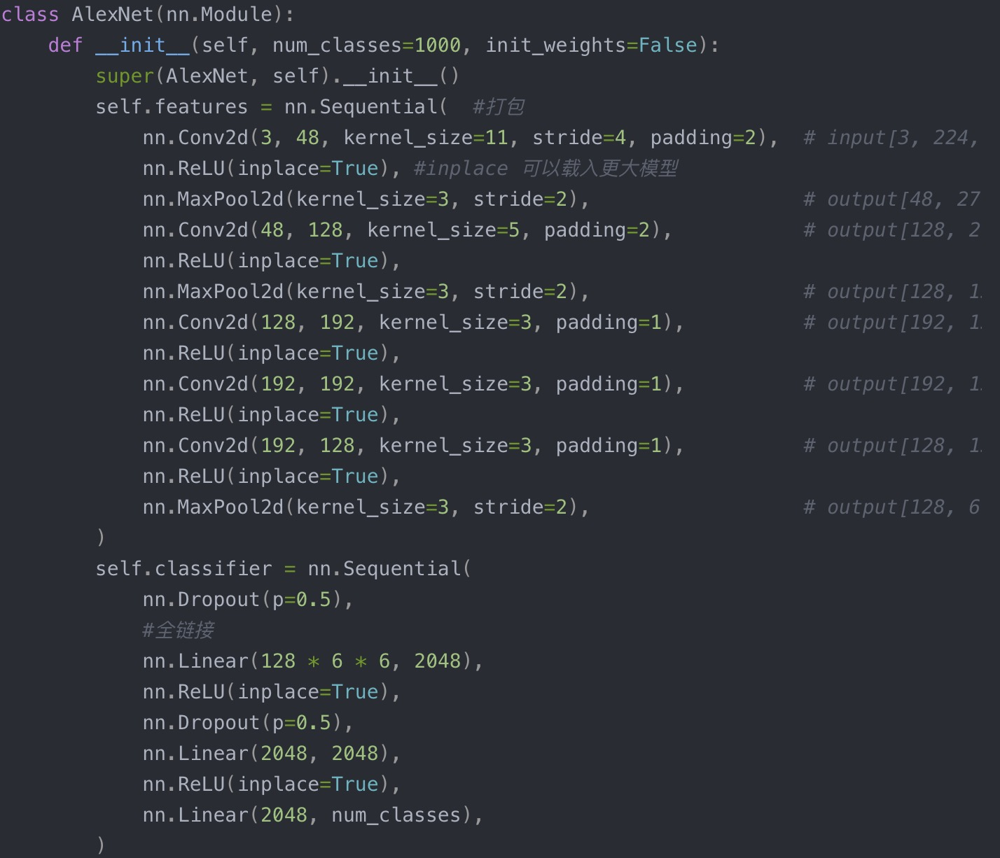 class AlexNet(nn.Module):
    def __init__(self, num_classes=1000, init_weights=False):
        super(AlexNet, self).__init__()
        self.features = nn.Sequential(  #打包
            nn.Conv2d(3, 48, kernel_size=11, stride=4, padding=2),  # input[3, 224,
            nn.ReLU(inplace=True), #inplace 可以载入更大模型
            nn.MaxPool2d(kernel_size=3, stride=2),                  # output[48, 27
            nn.Conv2d(48, 128, kernel_size=5, padding=2),           # output[128, 2
            nn.ReLU(inplace=True),
            nn.MaxPool2d(kernel_size=3, stride=2),                  # output[128, 1
            nn.Conv2d(128, 192, kernel_size=3, padding=1),          # output[192, 1
            nn.ReLU(inplace=True),
            nn.Conv2d(192, 192, kernel_size=3, padding=1),          # output[192, 1
            nn.ReLU(inplace=True),
            nn.Conv2d(192, 128, kernel_size=3, padding=1),          # output[128, 1
            nn.ReLU(inplace=True),
            nn.MaxPool2d(kernel_size=3, stride=2),                  # output[128, 6
        )
        self.classifier = nn.Sequential(
            nn.Dropout(p=0.5),
            #全链接
            nn.Linear(128 * 6 * 6, 2048),
            nn.ReLU(inplace=True),
            nn.Dropout(p=0.5),
            nn.Linear(2048, 2048),
            nn.ReLU(inplace=True),
            nn.Linear(2048, num_classes),
        )